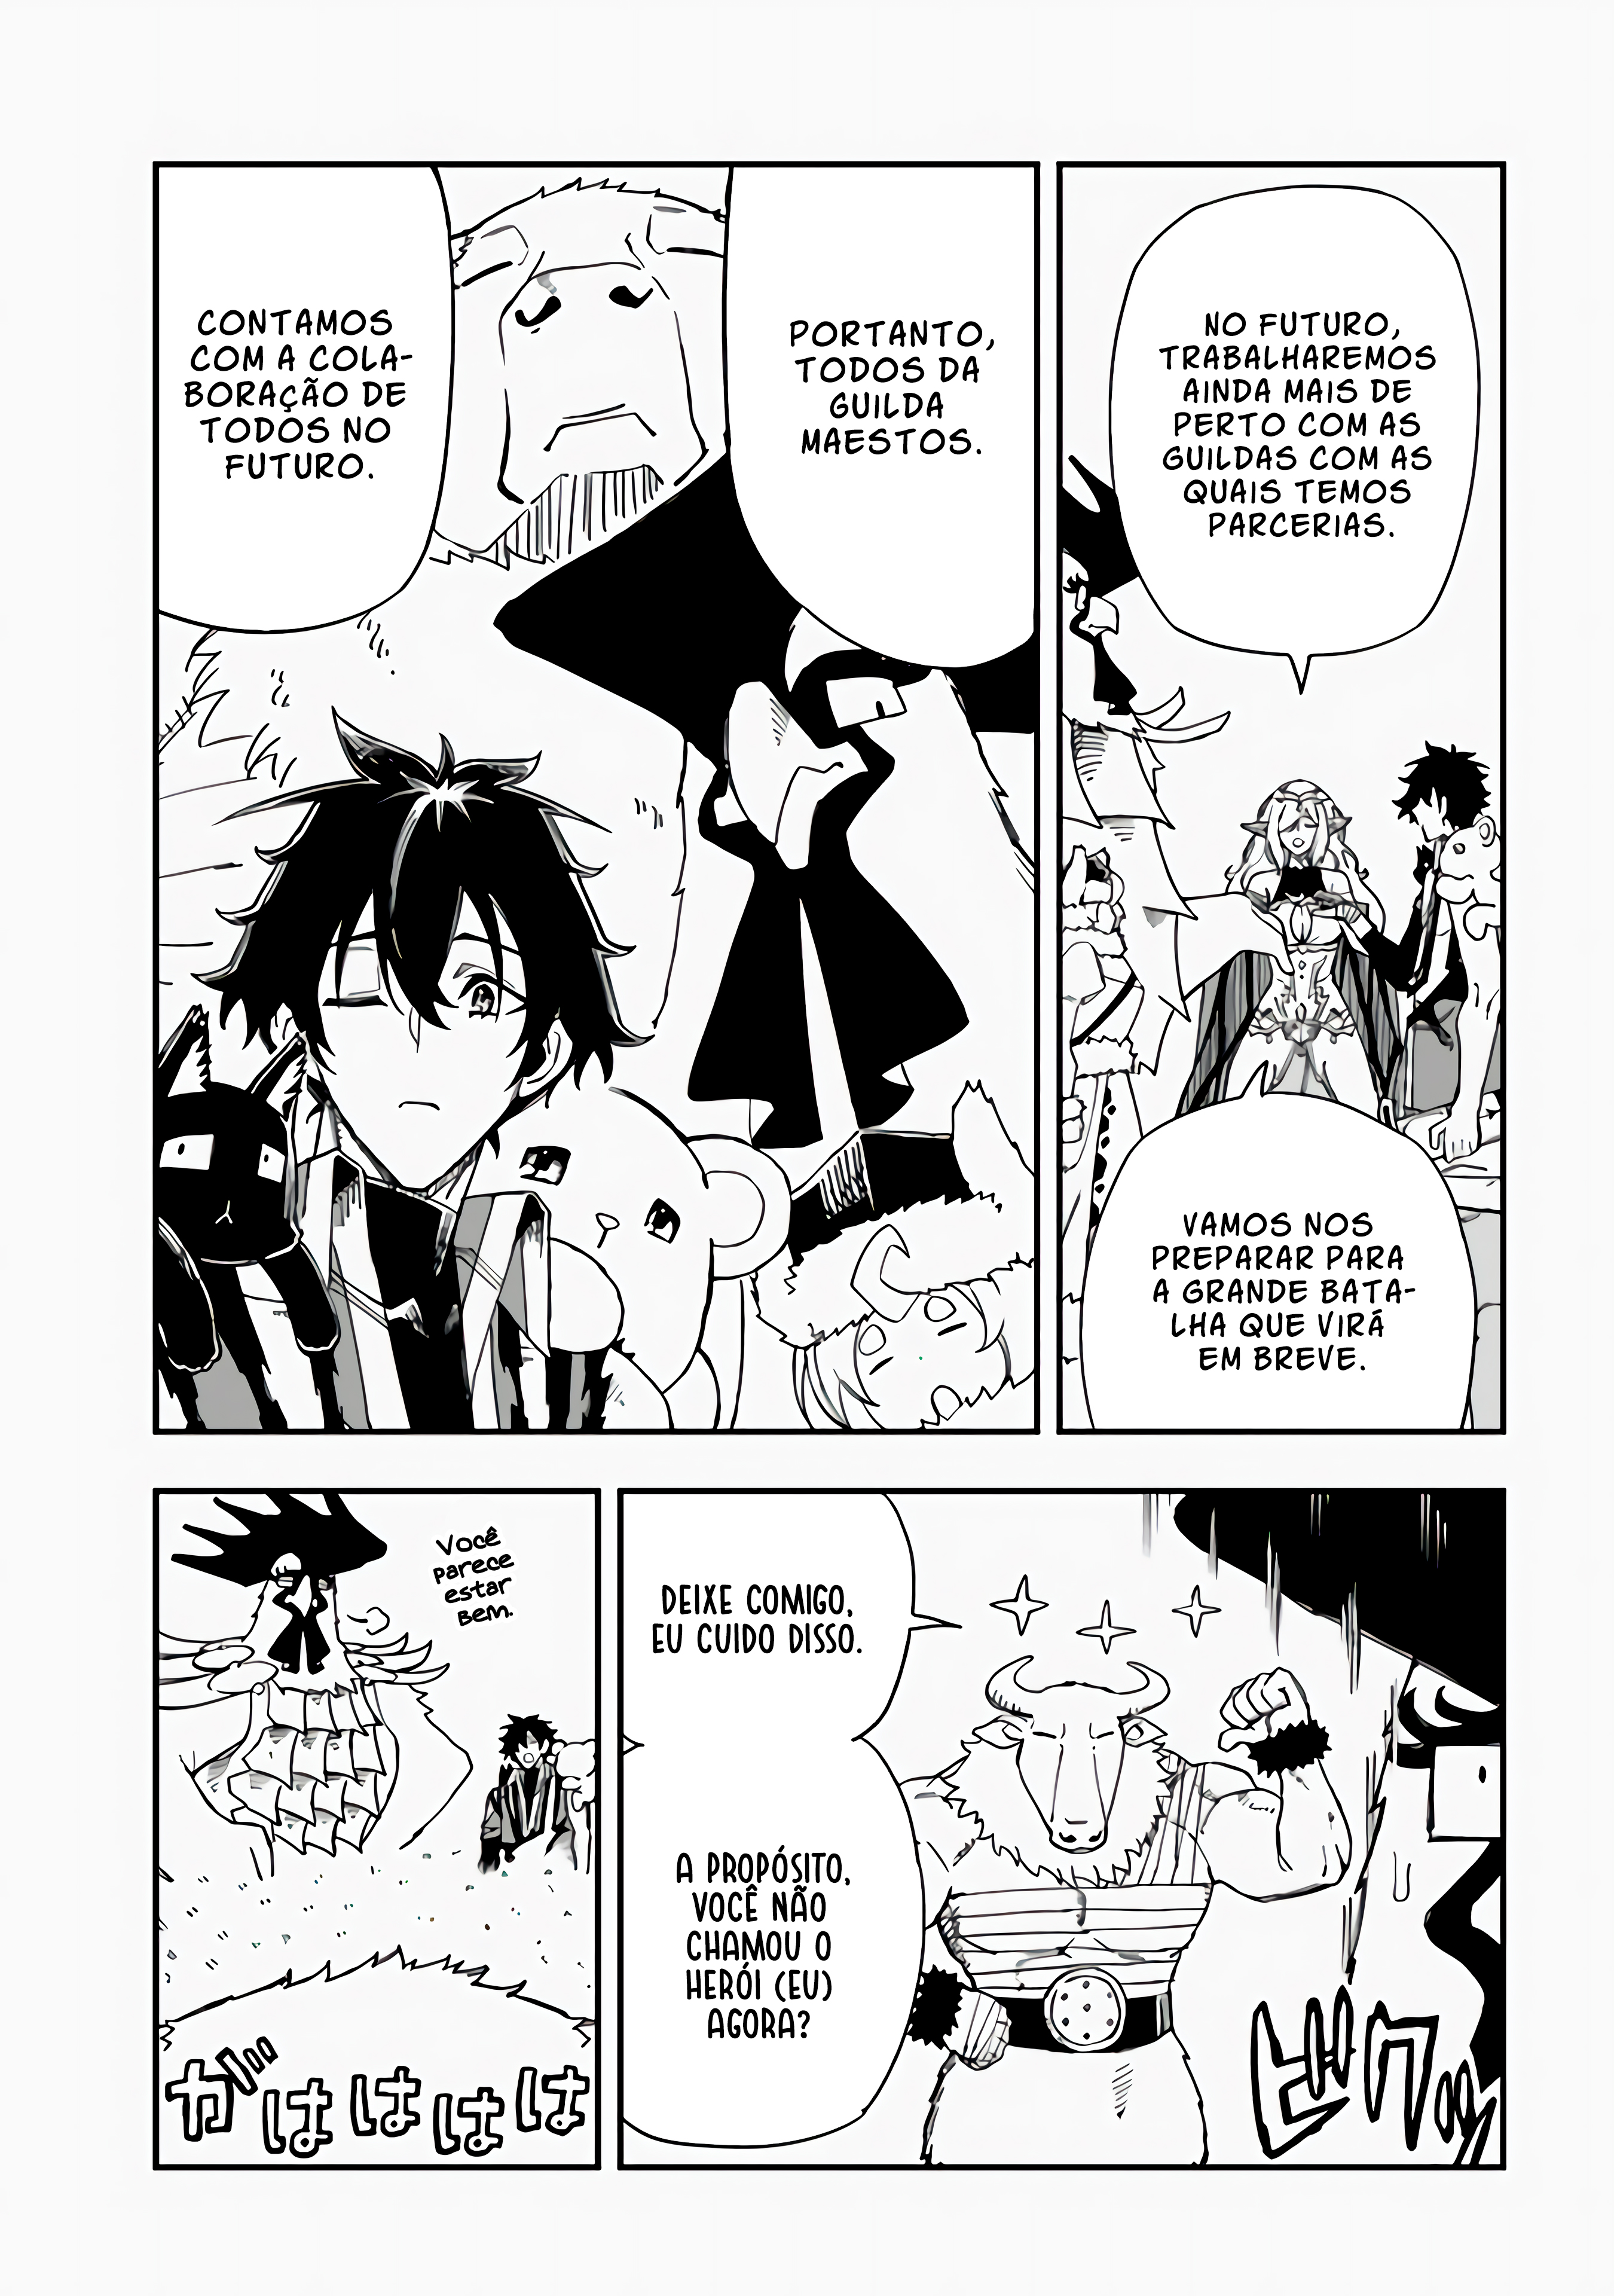 NO FUTURO,
TRABALHAREMOS
AINDA MAIS DE
PERTO COM AS
GUILDAS COM AS
QUAIS TEMOS
PARCERIAS.
VAMOS NOS
PREPARAR PARA
A GRANDE BATA-
LHA QUE VIRÁ
EM BREVE.
PORTANTO,
TODOS DA
GUILDA
MAESTOS.
CONTAMOS
COM A COLA-
BORAÇÃO DE
TODOS NO
FUTURO.
ビクッ
DEIXE COMIGO,
EU CUIDO DISSO.
A PROPÓSITO,
VOCÊ NÃO
CHAMOU O
HERÓI (EU)
AGORA?
Você
parece
estar
Bem.
がはははは